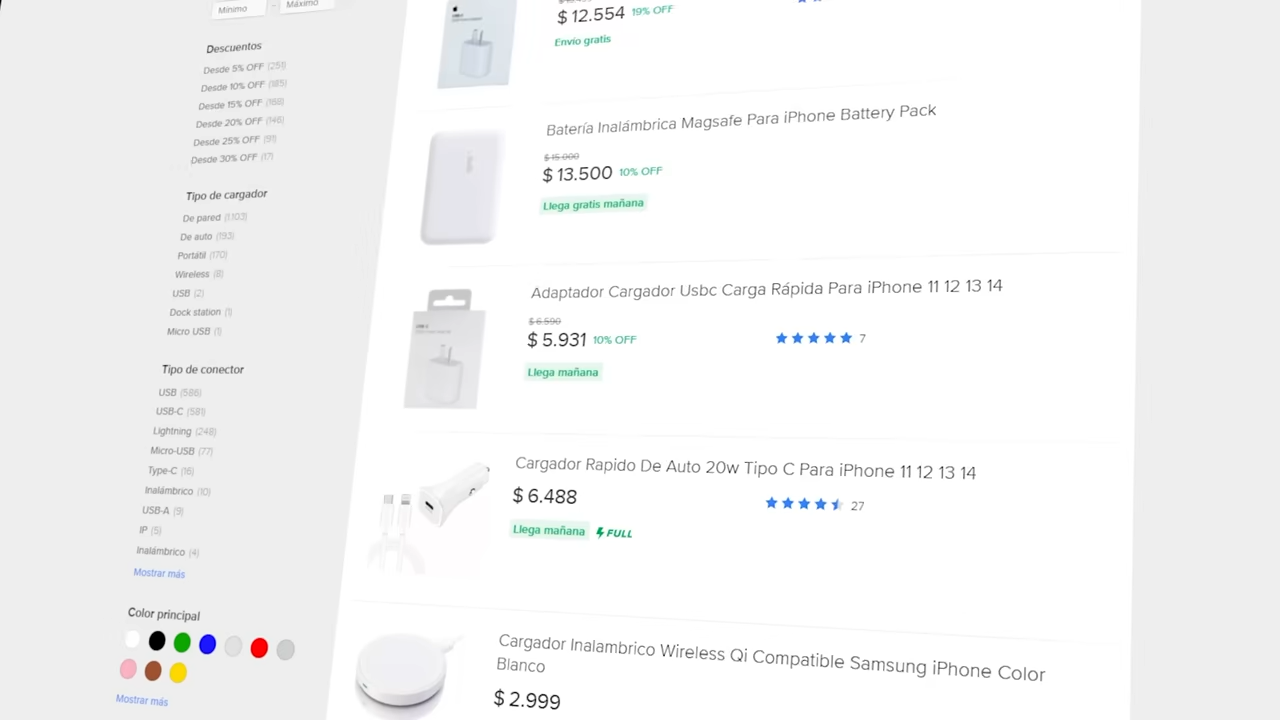 Mínimo - Máximo
Descuentos
Desde 5% OFF (251)
Desde 10% OFF (185)
Desde 15% OFF (168)
Desde 20% OFF (146)
Desde 25% OFF (91)
Desde 30% OFF (17)
Tipo de cargador
De pared (1.103)
De auto (193)
Portátil (170)
Wireless (8)
USB (2)
Dock station (1)
Micro USB (1)
Tipo de conector
USB (586)
USB-C (581)
Lightning (248)
Micro-USB (77)
Type-C (16)
Inalámbrico (10)
USB-A (9)
IP (5)
Inalámbrico (4)
Mostrar más
Color principal
Mostrar más
$ 12.554 19% OFF
Envío gratis
Batería Inalámbrica Magsafe Para iPhone Battery Pack
$ 15.000
$ 13.500 10% OFF
Llega gratis mañana
Adaptador Cargador Usbc Carga Rápida Para iPhone 11 12 13 14
$ 6.590
$ 5.931 10% OFF
7
Llega mañana
Cargador Rapido De Auto 20w Tipo C Para iPhone 11 12 13 14
$ 6.488
27
Llega mañana FULL
Cargador Inalambrico Wireless Qi Compatible Samsung iPhone Color
Blanco
$ 2.999